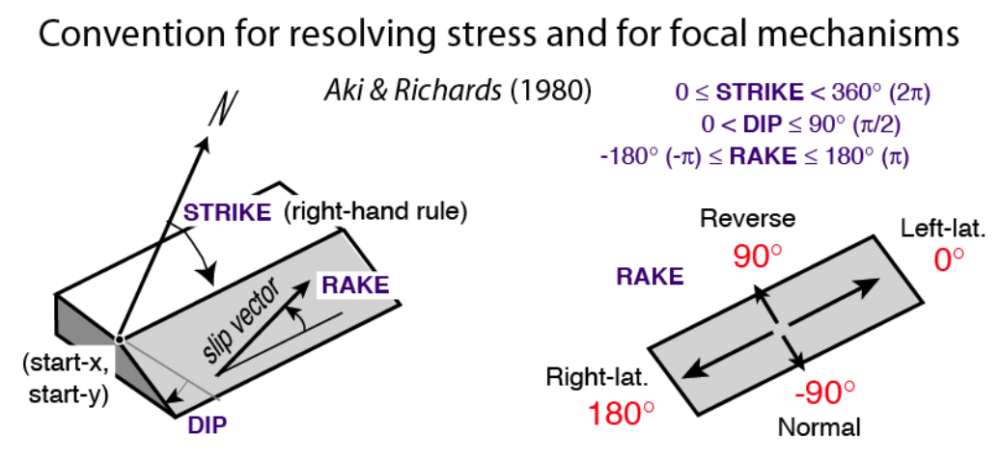 Convention for resolving stress and for focal mechanisms
Aki & Richards (1980)
0 ≤ STRIKE < 360° (2π)
0 < DIP ≤ 90° (π/2)
-180° (-π) ≤ RAKE ≤ 180° (π)
N
STRIKE (right-hand rule)
RAKE
slip vector
(start-x,
start-y)
DIP
RAKE
Reverse
90°
Left-lat.
0°
Right-lat.
180°
-90°
Normal